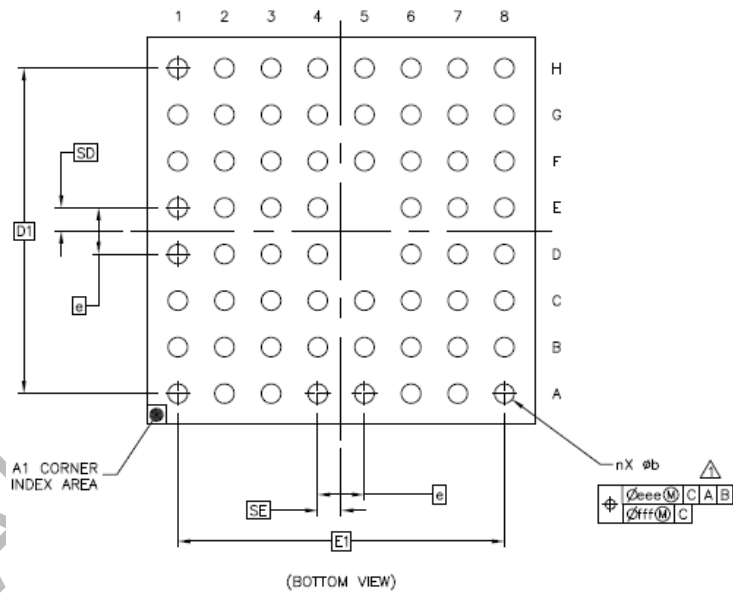 1 2 3 4 5 6 7 8
H
G
F
SD
E
D1
D
e
C
B
A
A1 CORNER
INDEX AREA
nX øb
1
e
Øeee Ⓜ C A B
SE
Øfff Ⓜ C
E1
(BOTTOM VIEW)